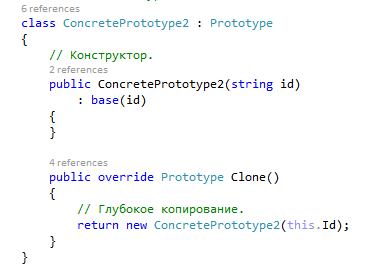 6 references
class ConcretePrototype2 : Prototype
{
// Конструктор.
2 references
public ConcretePrototype2(string id)
: base(id)
{
}
4 references
public override Prototype Clone()
{
// Глубокое копирование.
return new ConcretePrototype2(this.Id);
}
}